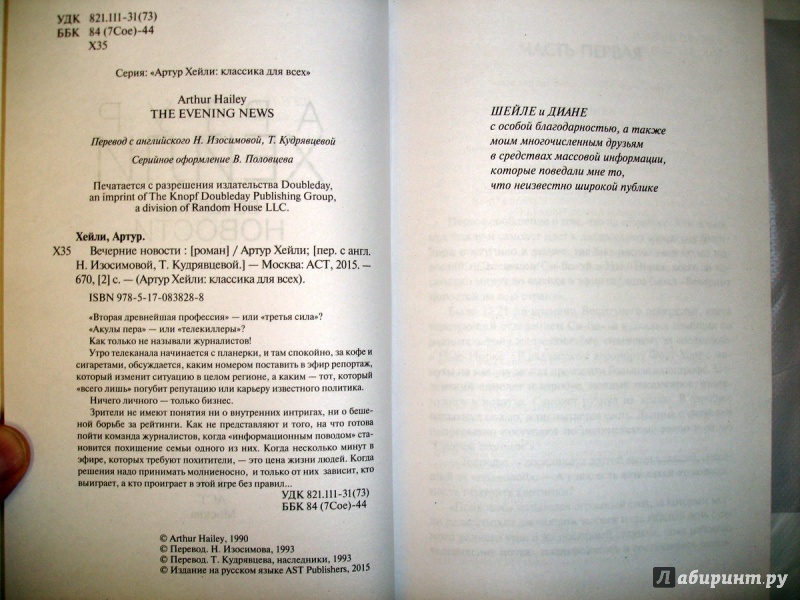 УДК 821.111-31(73)
ББК 84 (7Сое)-44
Х35
Серия: «Артур Хейли: классика для всех»
Arthur Hailey
THE EVENING NEWS
Перевод с английского Н. Изосимовой, Т. Кудрявцевой
Серийное оформление В. Половцева
Печатается с разрешения издательства Doubleday,
an imprint of The Knopf Doubleday Publishing Group,
a division of Random House LLC.
Хейли, Артур.
Х35 Вечерние новости : [роман] / Артур Хейли; [пер. с англ.
Н. Изосимовой, Т. Кудрявцевой.] — Москва: АСТ, 2015. —
670, [2] с. — (Артур Хейли: классика для всех).
ISBN 978-5-17-083828-8
«Вторая древнейшая профессия» — или «третья сила»?
«Акулы пера» — или «телекиллеры»?
Как только не называли журналистов!
Утро телеканала начинается с планерки, и там спокойно, за кофе и
сигаретами, обсуждается, каким номером поставить в эфир репортаж,
который изменит ситуацию в целом регионе, а каким — тот, который
«всего лишь» погубит репутацию или карьеру известного политика.
Ничего личного — только бизнес.
Зрители не имеют понятия ни о внутренних интригах, ни о беше-
ной борьбе за рейтинги. Как не представляют и того, на что готова
пойти команда журналистов, когда «информационным поводом» ста-
новится похищение семьи одного из них. Когда несколько минут в
эфире, которых требуют похитители, — это цена жизни людей. Когда
решения надо принимать молниеносно, и только от них зависит, кто
выиграет, а кто проиграет в этой игре без правил...
УДК 821.111-31(73)
ББК 84 (7Сое)-44
© Arthur Hailey, 1990
© Перевод. Н. Изосимова, 1993
© Перевод. Т. Кудрявцева, наследники, 1993
© Издание на русском языке AST Publishers, 2015
ЧАСТЬ ПЕРВАЯ
ШЕЙЛЕ и ДИАНЕ
с особой благодарностью, а также
моим многочисленным друзьям
в средствах массовой информации,
которые поведали мне то,
что неизвестно широкой публике
Лабиринт.ру